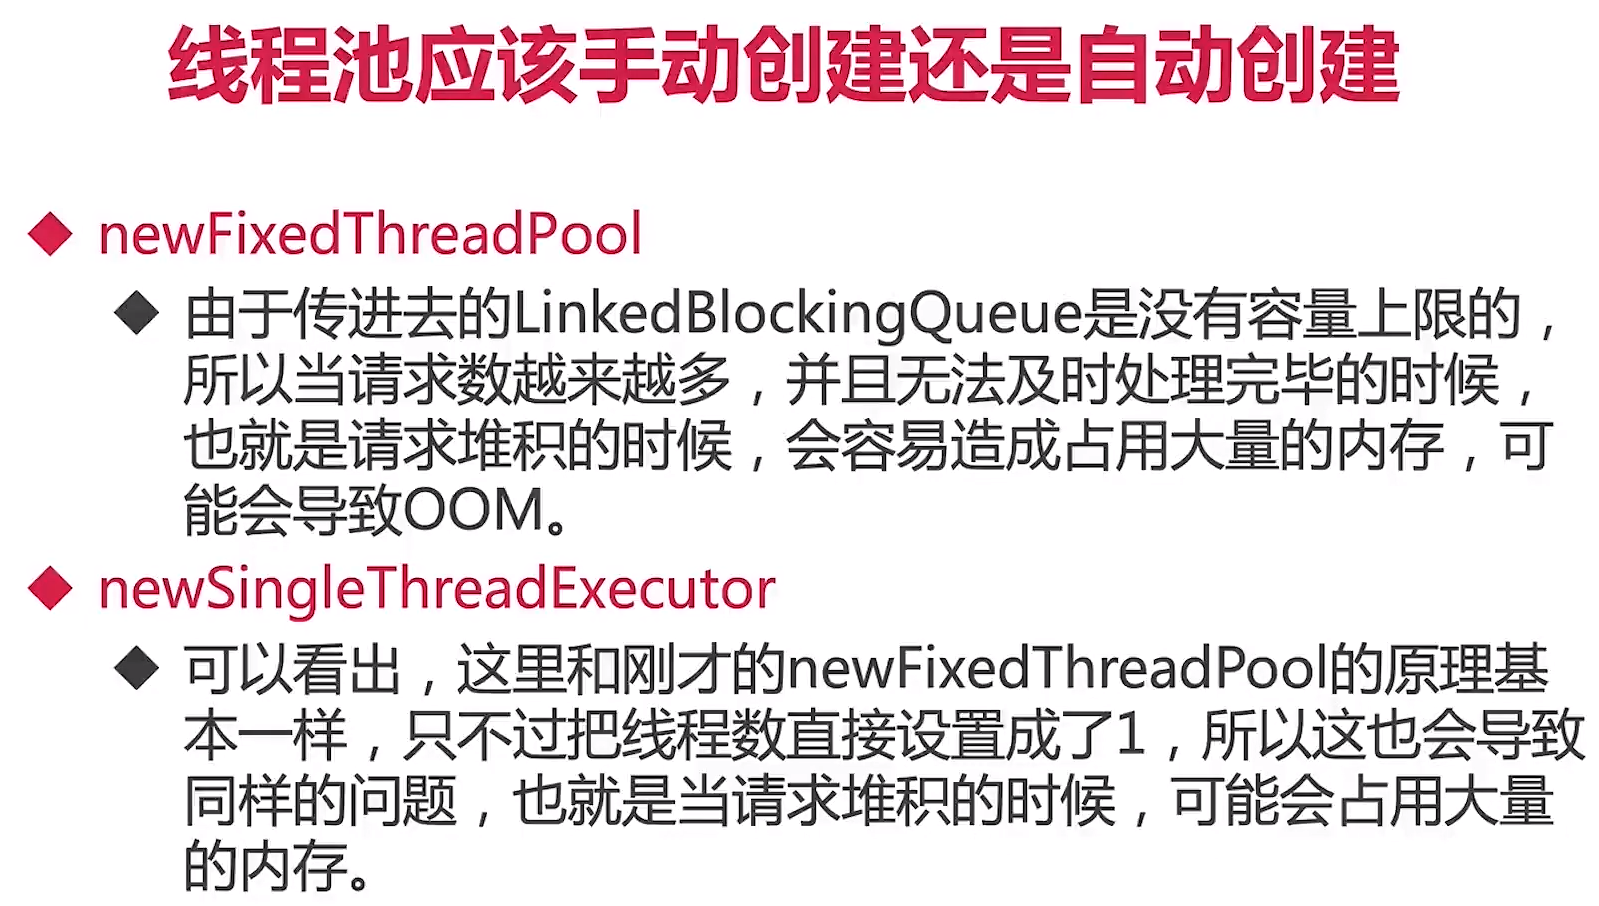 线程池应该手动创建还是自动创建
newFixedThreadPool
由于传进去的LinkedBlockingQueue是没有容量上限的，
所以当请求数越来越多，并且无法及时处理完毕的时候，
也就是请求堆积的时候，会容易造成占用大量的内存，可
能会导致OOM。
newSingleThreadExecutor
可以看出，这里和刚才的newFixedThreadPool的原理基
本一样，只不过把线程数直接设置成了1，所以这也会导致
同样的问题，也就是当请求堆积的时候，可能会占用大量
的内存。